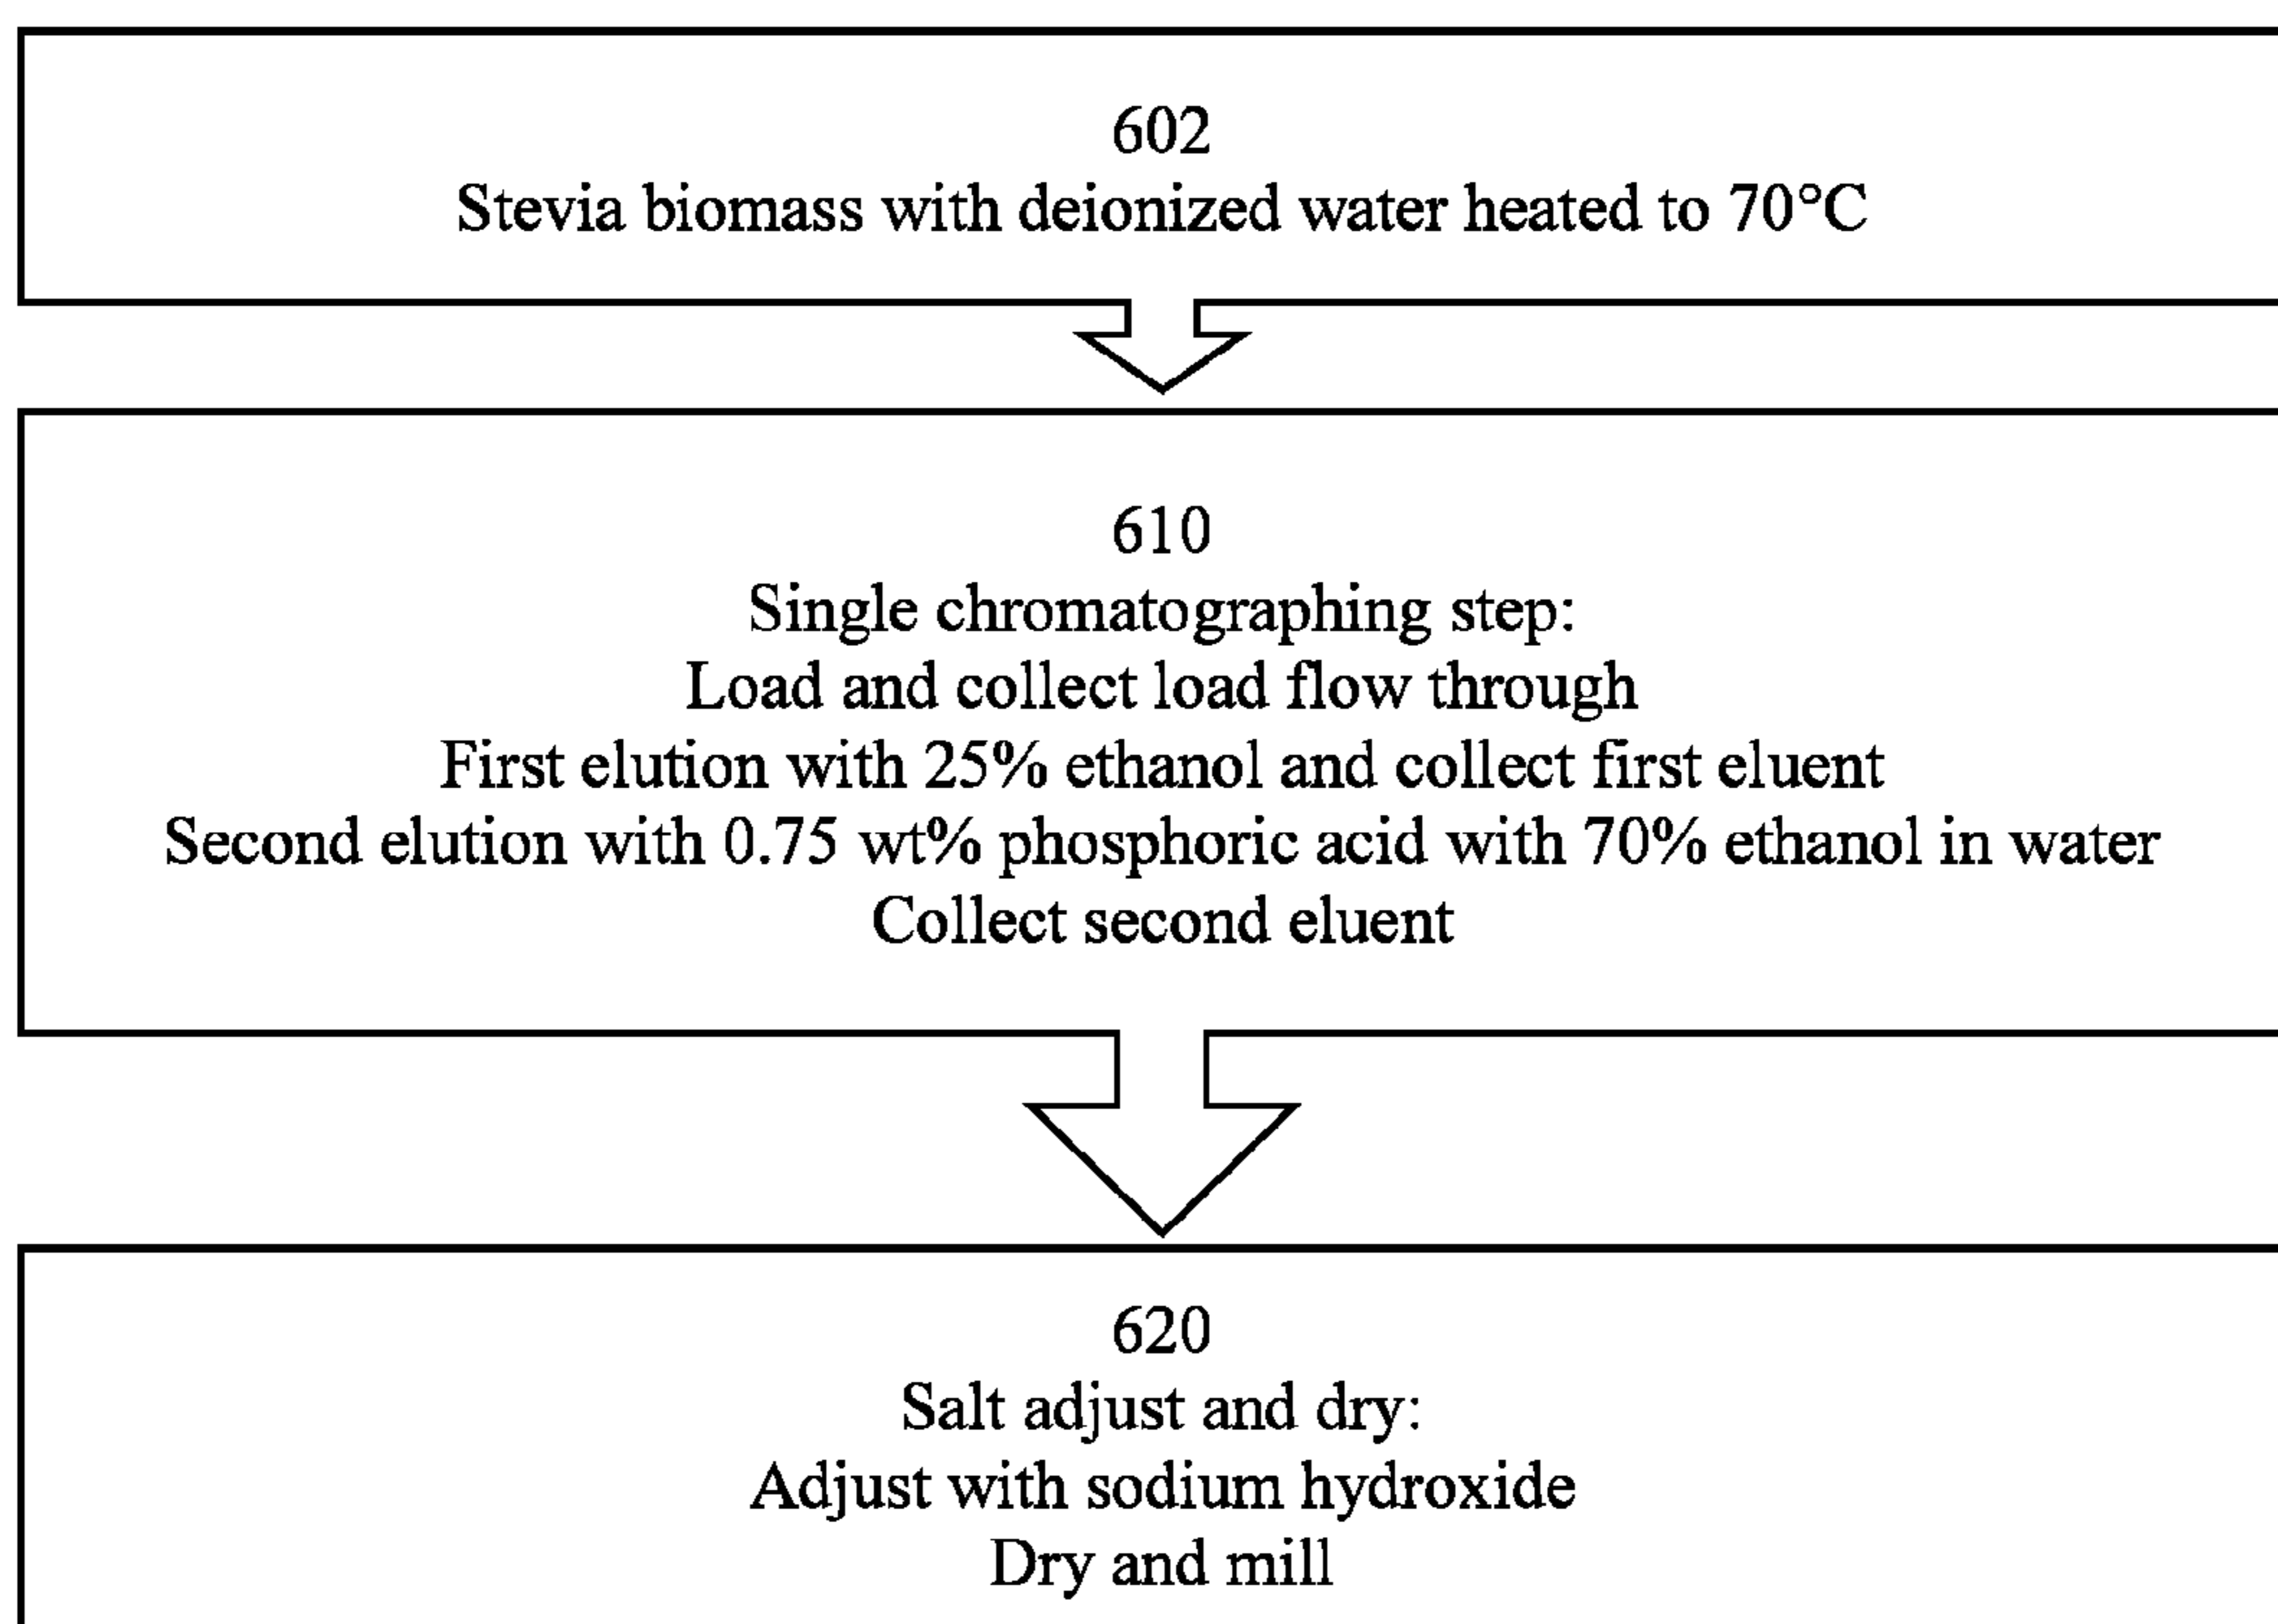 602
Stevia biomass with deionized water heated to 70°C
610
Single chromatographing step:
Load and collect load flow through
First elution with 25% ethanol and collect first eluent
Second elution with 0.75 wt% phosphoric acid with 70% ethanol in water
Collect second eluent
620
Salt adjust and dry:
Adjust with sodium hydroxide
Dry and mill